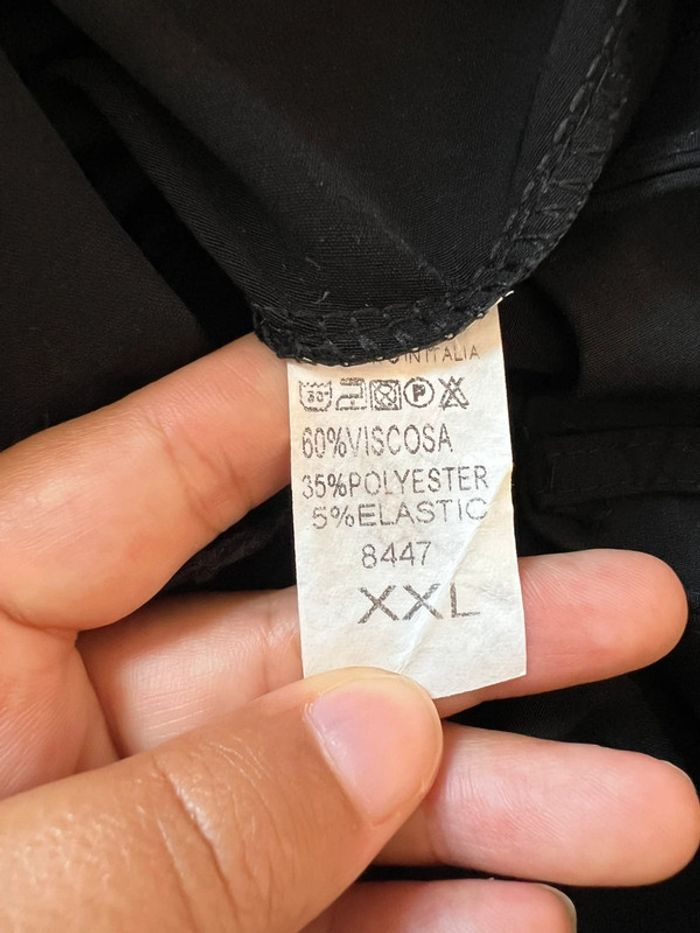 IN ITALIA
30° P
60%VISCOSA
35%POLYESTER
5%ELASTIC
8447
XXL